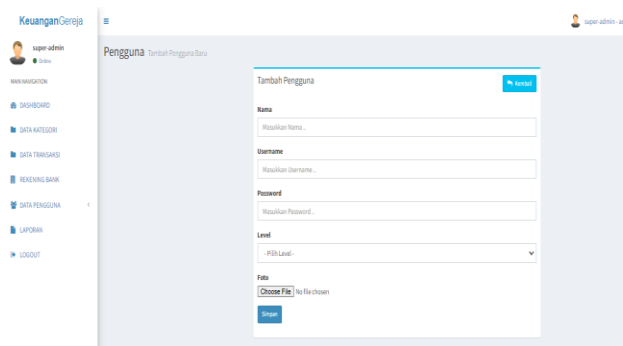 KeuanganGereja
super-admin
Online
MAIN NAVIGATION
DASHBOARD
DATA KATEGORI
DATA TRANSAKSI
REKENING BANK
DATA PENGGUNA
LAPORAN
LOGOUT
super-admin - ad
Pengguna Tambah Pengguna Baru
Tambah Pengguna
Kembali
Nama
Masukkan Nama ..
Username
Masukkan Username ..
Password
Masukkan Password ..
Level
- Pilih Level -
Foto
Choose File No file chosen
Simpan